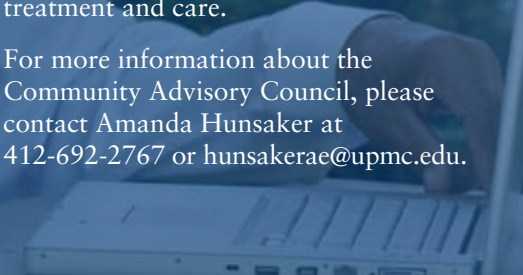 treatment and care.
For more information about the
Community Advisory Council, please
contact Amanda Hunsaker at
412-692-2767 or hunsakerae@upmc.edu.